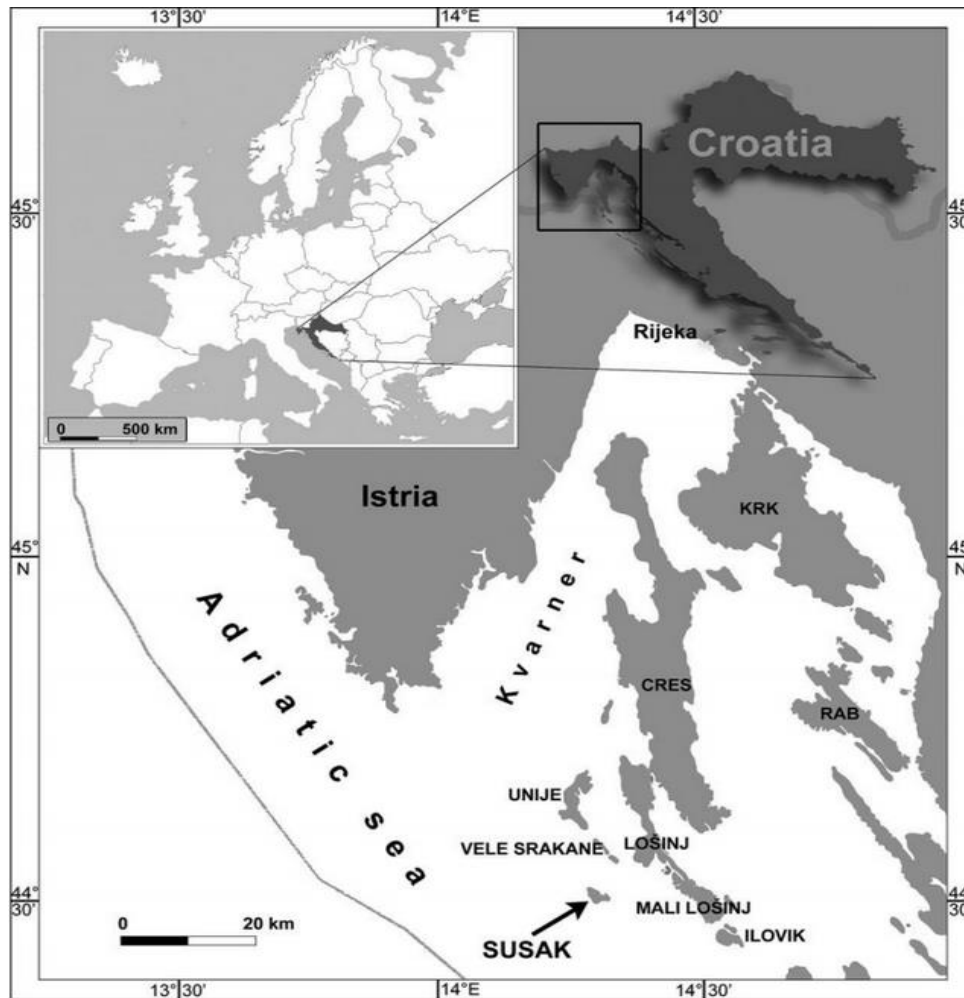 13°30'
14°E
14°30'
Croatia
45°
30'
45°
30'
Rijeka
0 500 km
Istria
KRK
45°
N
45°
N
Adriatic sea
Kvarner
CRES
RAB
UNIJE
VELE SRAKANE
LOŠINJ
44°
30'
44°
30'
0 20 km
MALI LOŠINJ
SUSAK
ILOVIK
13°30'
14°E
14°30'